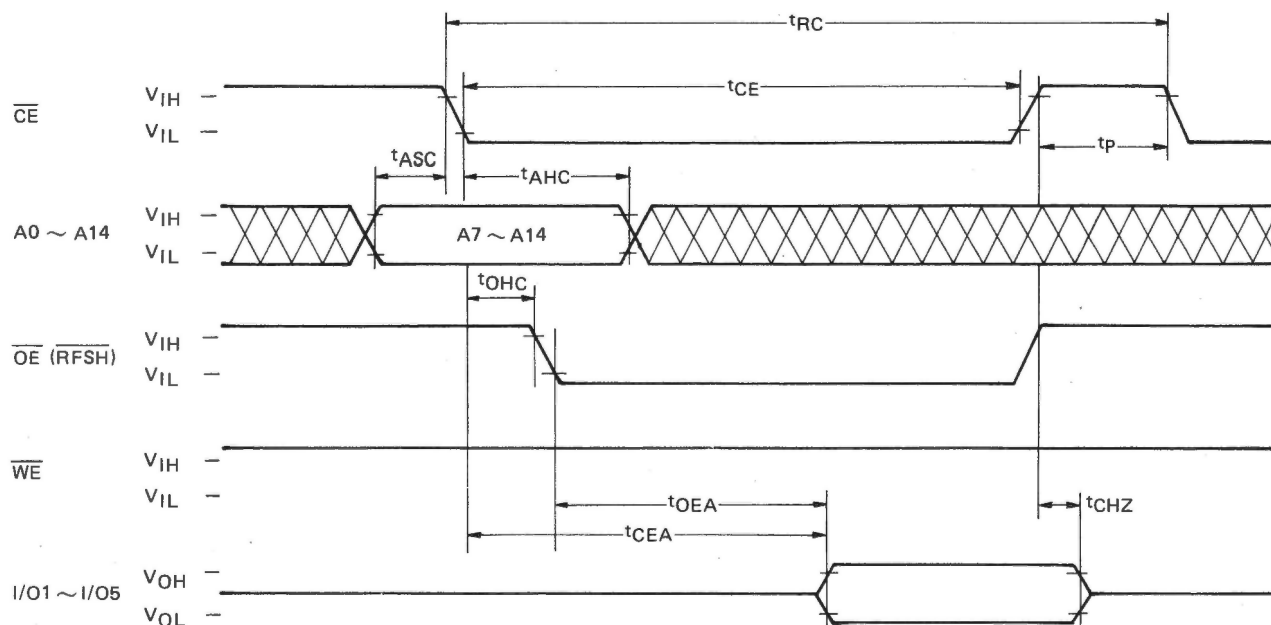 tRC
CE
VIH
VIL
tCE
tP
tASC
tAHC
A0 ~ A14
VIH
VIL
A7 ~ A14
tOHC
OE (RFSH)
VIH
VIL
WE
VIH
VIL
tOEA
tCHZ
tCEA
I/O1 ~ I/O5
VOH
VOL